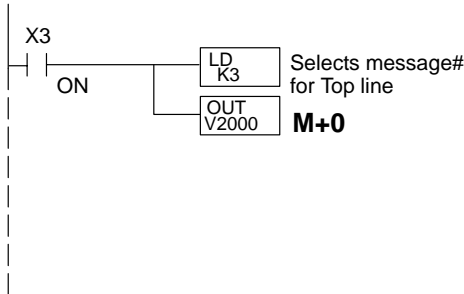 X3
ON
LD
K3
Selects message#
for Top line
OUT
V2000
M+0